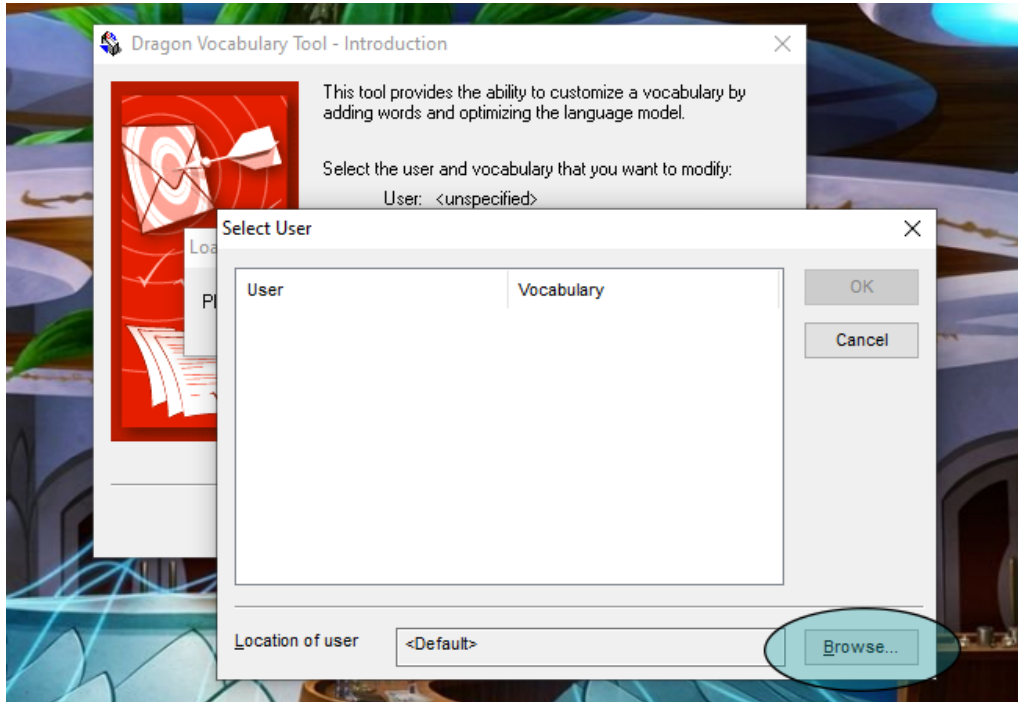 Dragon Vocabulary Tool - Introduction
This tool provides the ability to customize a vocabulary by
adding words and optimizing the language model.
Select the user and vocabulary that you want to modify:
User: <unspecified>
Loa
Pl
Select User
User Vocabulary
OK
Cancel
Location of user <Default> Browse...